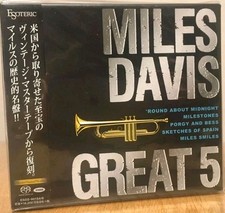 ESOTERIC
米国から取り寄せた至宝の
ヴィンテージ・マスターテープから復刻
マイルスの歴史的名盤!!
MILES
DAVIS
'ROUND ABOUT MIDNIGHT
MILESTONES
PORGY AND BESS
SKETCHES OF SPAIN
MILES SMILES
GREAT 5